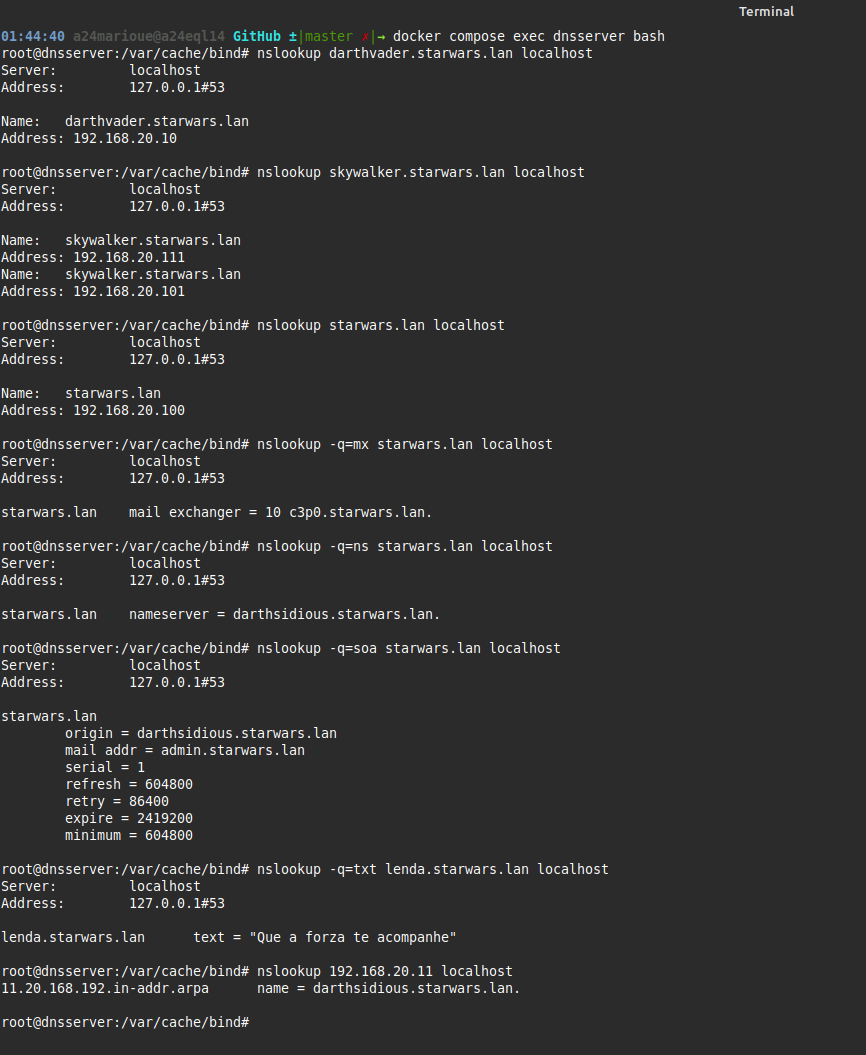 Terminal
01:44:40 a24marioue@a24eql14 GitHub ±|master ✗|→ docker compose exec dnsserver bash
root@dnsserver:/var/cache/bind# nslookup darthvader.starwars.lan localhost
Server:         localhost
Address:        127.0.0.1#53
Name:   darthvader.starwars.lan
Address: 192.168.20.10
root@dnsserver:/var/cache/bind# nslookup skywalker.starwars.lan localhost
Server:         localhost
Address:        127.0.0.1#53
Name:   skywalker.starwars.lan
Address: 192.168.20.111
Name:   skywalker.starwars.lan
Address: 192.168.20.101
root@dnsserver:/var/cache/bind# nslookup starwars.lan localhost
Server:         localhost
Address:        127.0.0.1#53
Name:   starwars.lan
Address: 192.168.20.100
root@dnsserver:/var/cache/bind# nslookup -q=mx starwars.lan localhost
Server:         localhost
Address:        127.0.0.1#53
starwars.lan    mail exchanger = 10 c3p0.starwars.lan.
root@dnsserver:/var/cache/bind# nslookup -q=ns starwars.lan localhost
Server:         localhost
Address:        127.0.0.1#53
starwars.lan    nameserver = darthsidious.starwars.lan.
root@dnsserver:/var/cache/bind# nslookup -q=soa starwars.lan localhost
Server:         localhost
Address:        127.0.0.1#53
starwars.lan
        origin = darthsidious.starwars.lan
        mail addr = admin.starwars.lan
        serial = 1
        refresh = 604800
        retry = 86400
        expire = 2419200
        minimum = 604800
root@dnsserver:/var/cache/bind# nslookup -q=txt lenda.starwars.lan localhost
Server:         localhost
Address:        127.0.0.1#53
lenda.starwars.lan      text = "Que a forza te acompanhe"
root@dnsserver:/var/cache/bind# nslookup 192.168.20.11 localhost
11.20.168.192.in-addr.arpa      name = darthsidious.starwars.lan.
root@dnsserver:/var/cache/bind#